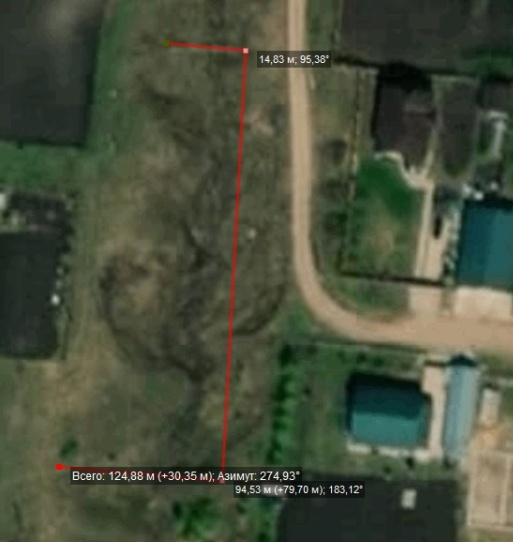 14,83 м; 95,38°
Всего: 124,88 м (+30,35 м); Азимут: 274,93°
94,53 м (+79,70 м); 183,12°